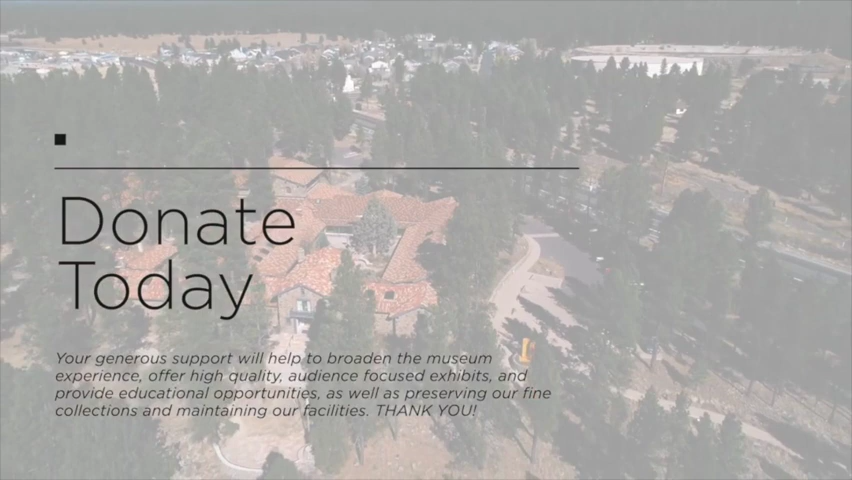 Donate
Today
Your generous support will help to broaden the museum
experience, offer high quality, audience focused exhibits, and
provide educational opportunities, as well as preserving our fine
collections and maintaining our facilities. THANK YOU!